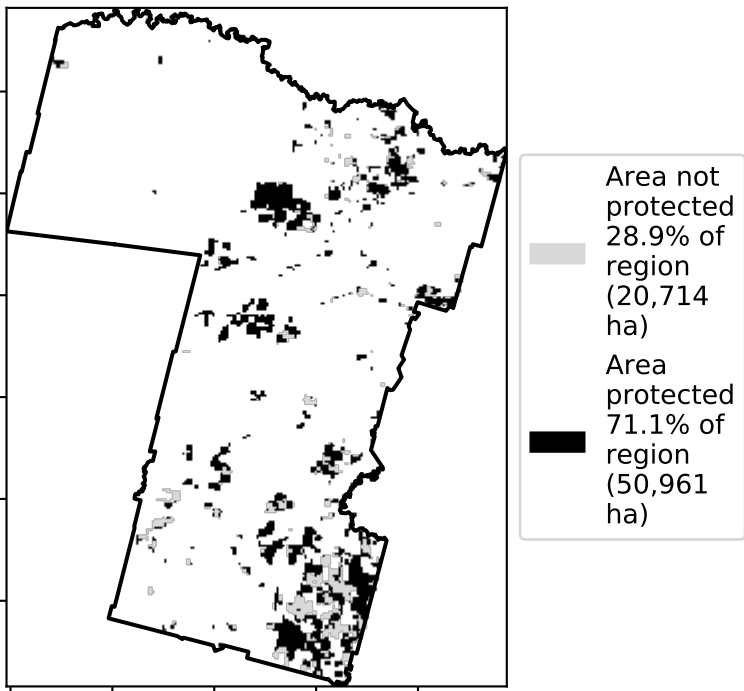 Area not
protected
28.9% of
region
(20,714
ha)
Area
protected
71.1% of
region
(50,961
ha)